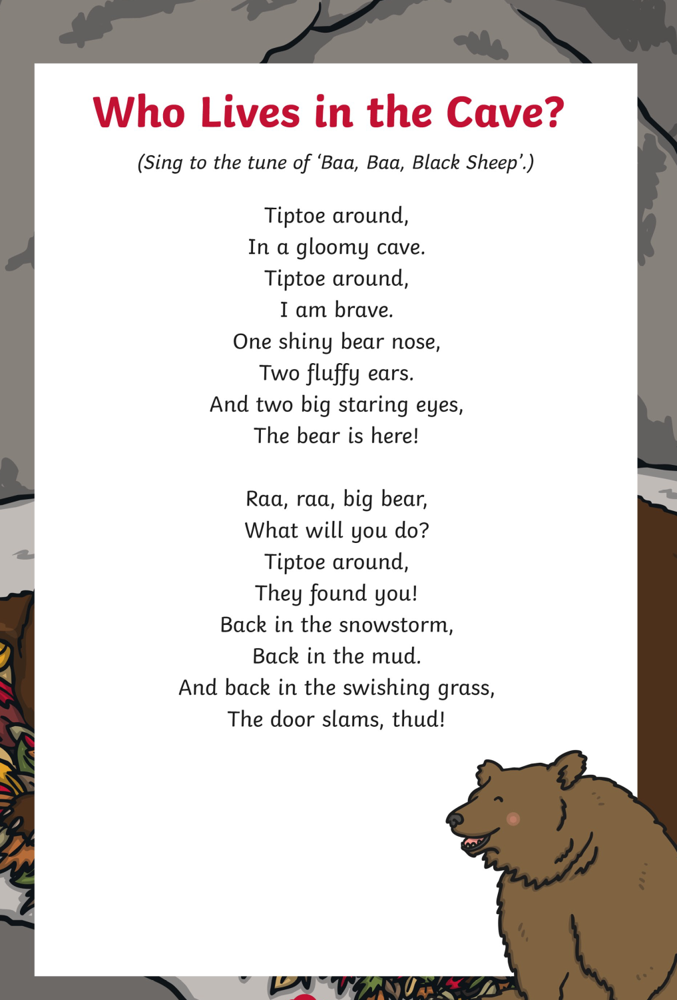 Who Lives in the Cave?
(Sing to the tune of ‘Baa, Baa, Black Sheep’.)
Tiptoe around,
In a gloomy cave.
Tiptoe around,
I am brave.
One shiny bear nose,
Two fluffy ears.
And two big staring eyes,
The bear is here!
Raa, raa, big bear,
What will you do?
Tiptoe around,
They found you!
Back in the snowstorm,
Back in the mud.
And back in the swishing grass,
The door slams, thud!